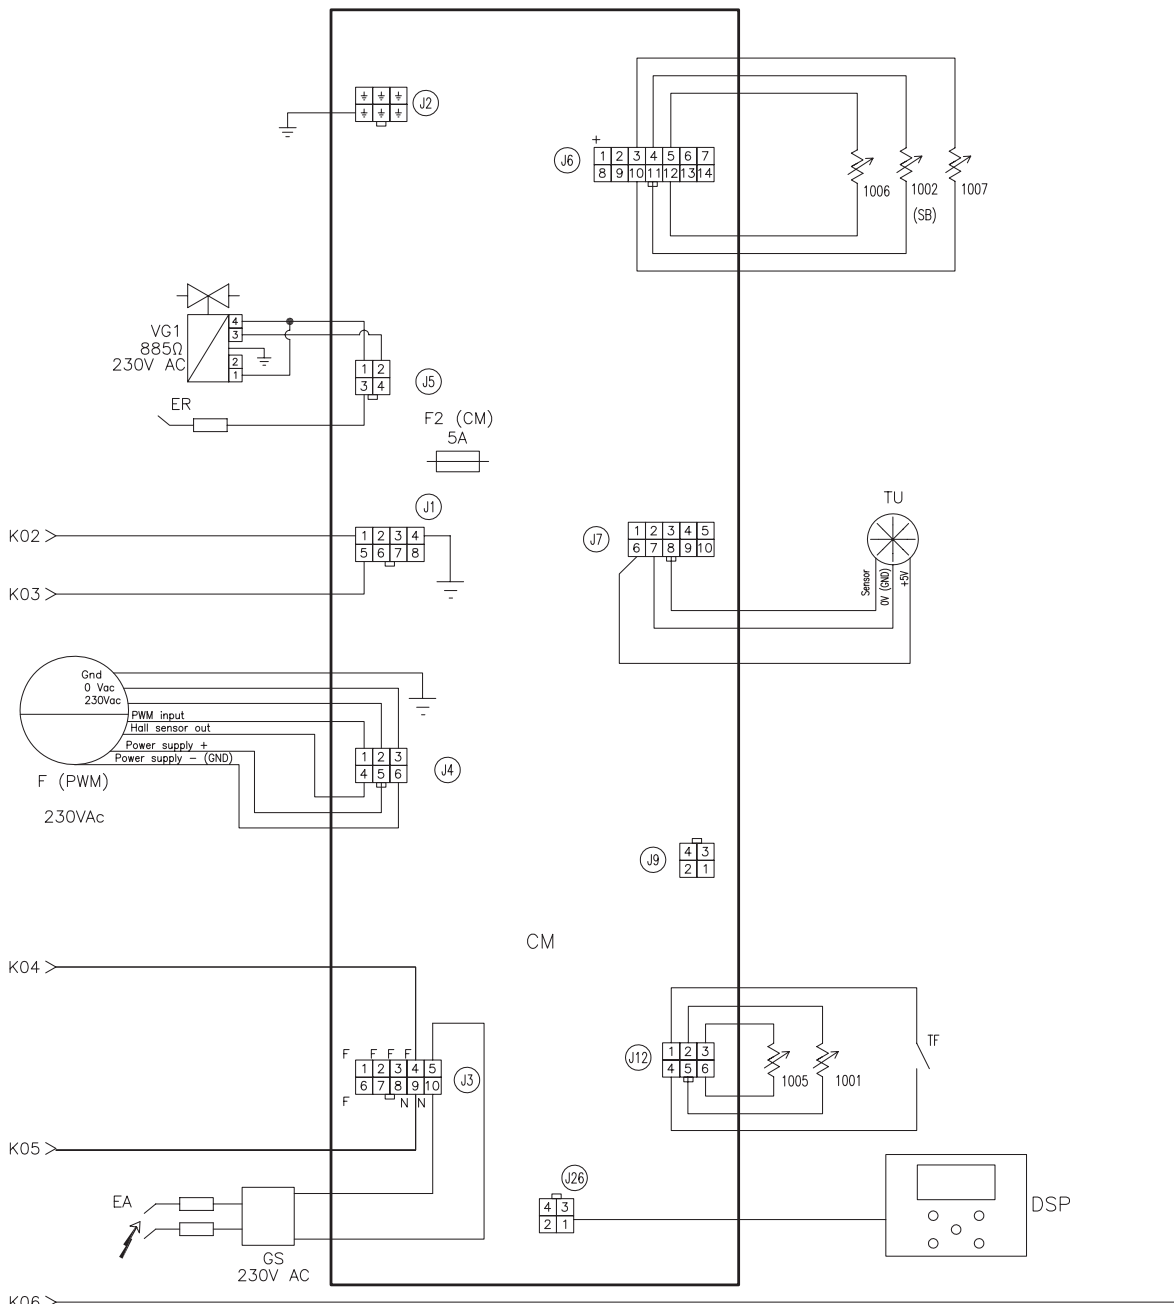 J2
+
J6
1 2 3 4 5 6 7
8 9 10 11 12 13 14
1006
1002
(SB)
1007
VG1
885Ω
230V AC
4
3
2
1
1 2
3 4
J5
ER
F2 (CM)
5A
J1
K02
1 2 3 4
5 6 7 8
K03
J7
1 2 3 4 5
6 7 8 9 10
TU
Sensor
0V (GND)
+5V
Gnd
0 Vac
230Vac
PWM input
Hall sensor out
Power supply +
Power supply - (GND)
F (PWM)
230VAc
1 2 3
4 5 6
J4
J9
4 3
2 1
CM
K04
F F F F
1 2 3 4 5
6 7 8 9 10
F N N
J3
J12
1 2 3
4 5 6
1005
1001
TF
K05
EA
GS
230V AC
J26
4 3
2 1
DSP
K06